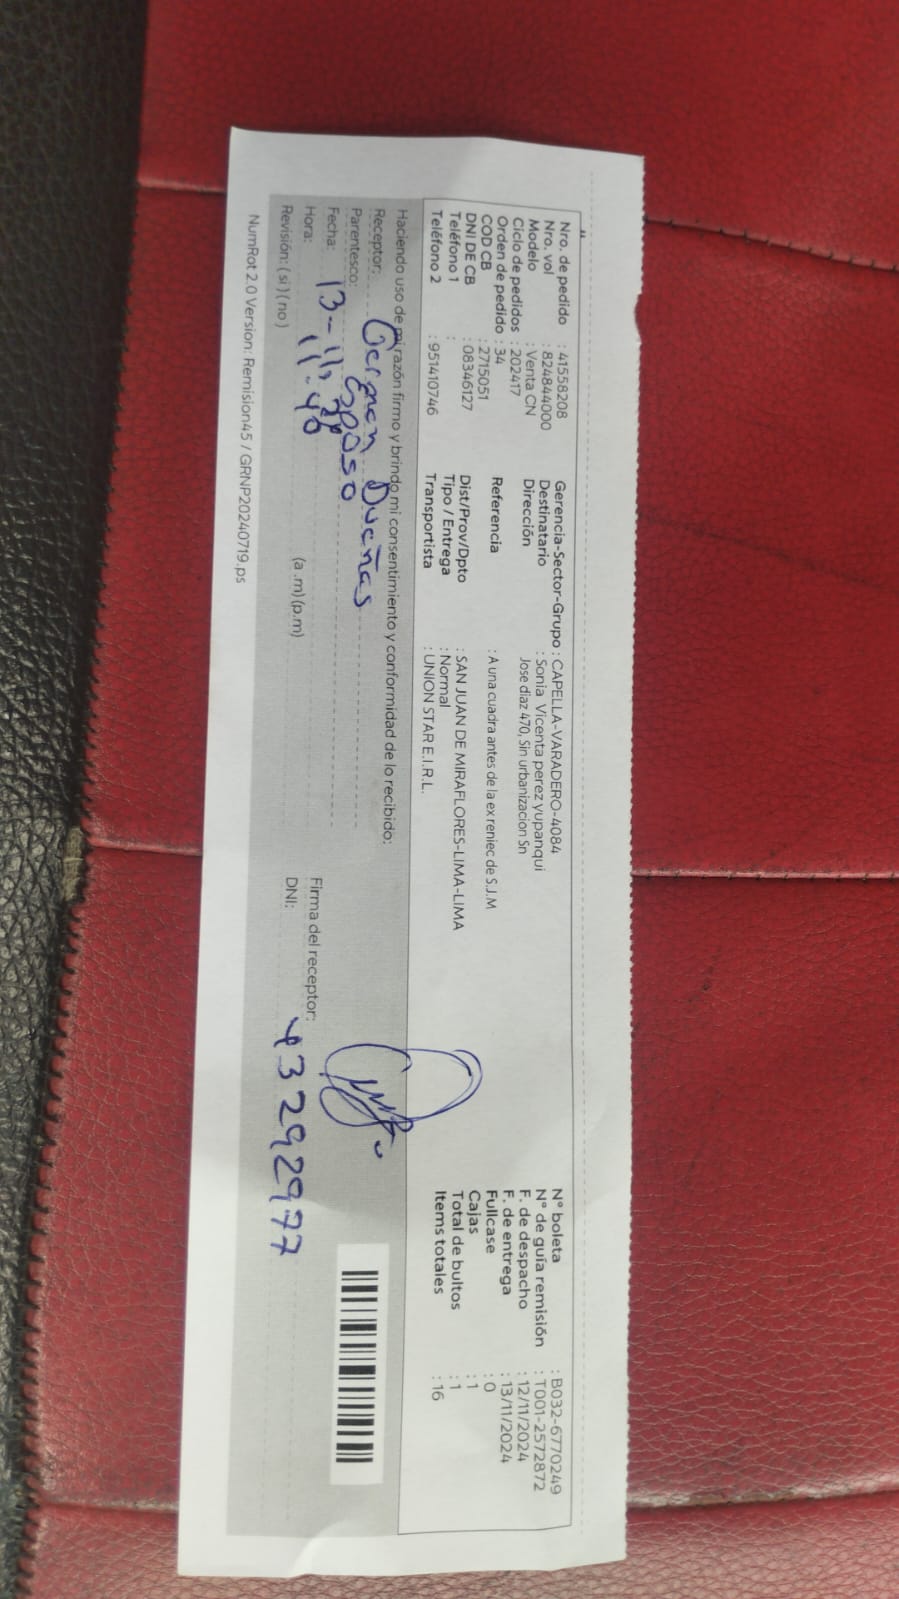 Nro. de pedido : 41558208
Nro. vol : 824844000
Modelo : Venta CN
Ciclo de pedidos : 202417
Orden de pedido : 34
COD CB : 2715051
DNI DE CB : 08346127
Teléfono 1 :
Teléfono 2 : 951410746
Gerencia-Sector-Grupo : CAPELLA-VARADERO-4084
Destinatario : Sonia Vicenta perez yupanqui
Dirección Jose diaz 470, Sin urbanizacion Sn
Referencia : A una cuadra antes de la ex reniec de S.J.M
Dist/Prov/Dpto : SAN JUAN DE MIRAFLORES-LIMA-LIMA
Tipo / Entrega : Normal
Transportista : UNION STAR E.I.R.L.
N° boleta : B032-6770249
N° de guía remisión : T001-2572872
F. de despacho : 12/11/2024
F. de entrega : 13/11/2024
Fullcase : 0
Cajas : 1
Total de bultos : 1
Items totales : 16
Haciendo uso de mi razón firmo y brindo mi consentimiento y conformidad de lo recibido:
Receptor: German Dueñas
Parentesco: Esposo
Fecha: 13-11-
Hora: 11:40 (a.m)(p.m)
Revisión: (si)(no)
Firma del receptor:
DNI: 43292977
NumRot 2.0 Version: Remision45 / GRNP20240719.ps